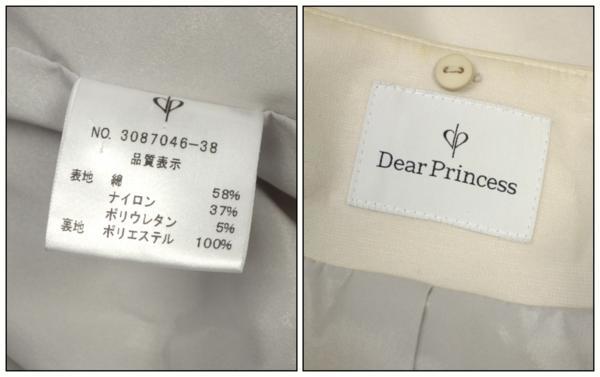 NO. 3087046-38
品質表示
表地 綿 58%
ナイロン 37%
ポリウレタン 5%
裏地 ポリエステル 100%
Dear Princess